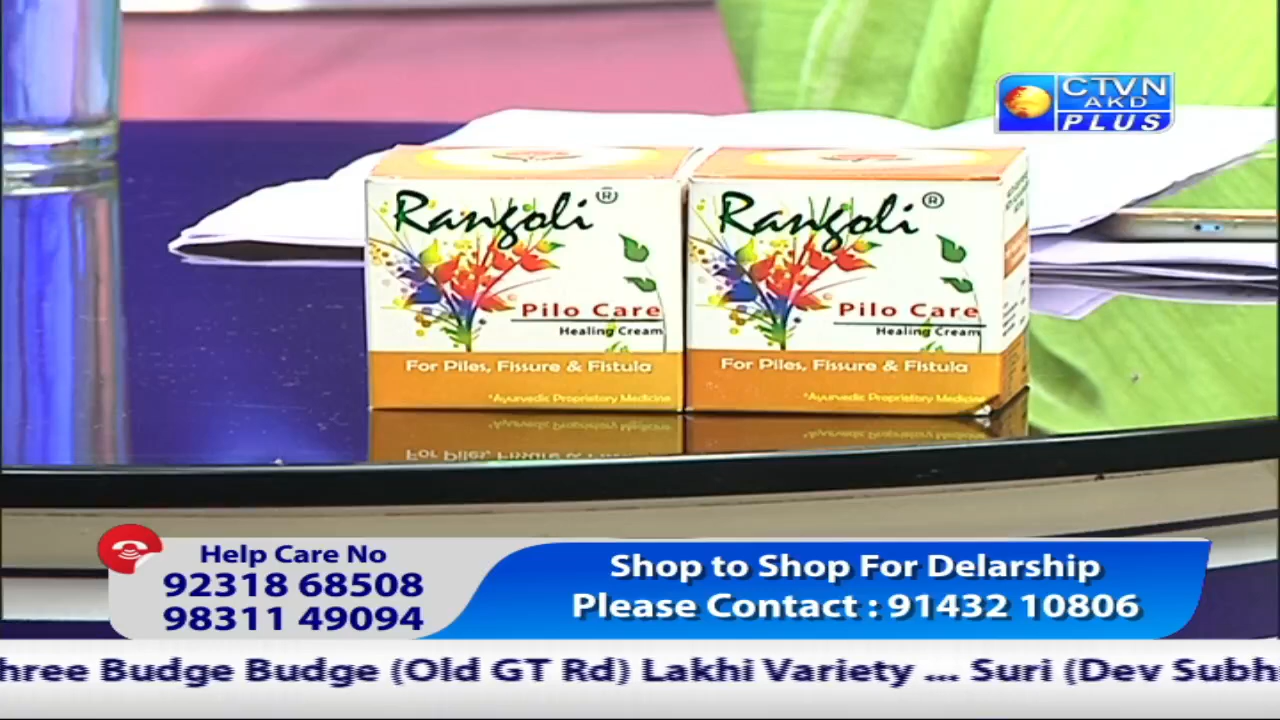 CTVN
AKD
PLUS
Rangoli®
Pilo Care
Healing Cream
For Piles, Fissure & Fistula
*Ayurvedic Proprietary Medicine
Rangoli®
Pilo Care
Healing Cream
For Piles, Fissure & Fistula
*Ayurvedic Proprietary Medicine
Help Care No
92318 68508
98311 49094
Shop to Shop For Delarship
Please Contact : 91432 10806
hree Budge Budge (Old GT Rd) Lakhi Variety ... Suri (Dev Subh